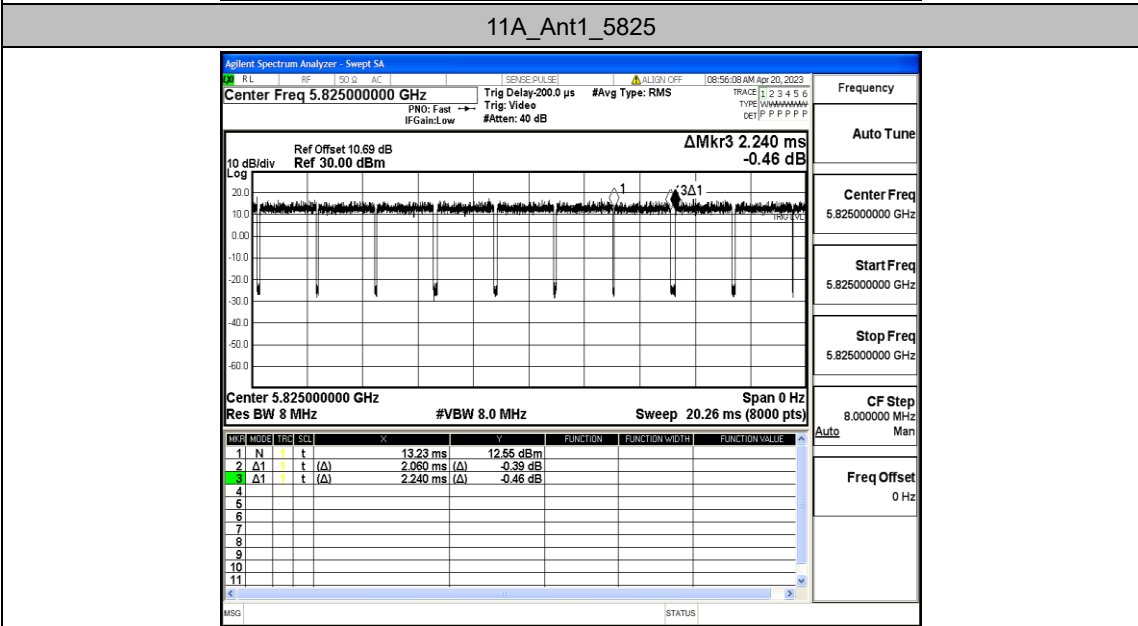 11A_Ant1_5825
Agilent Spectrum Analyzer - Swept SA
LXI RL RF 50 Ω AC SENSE:PULSE ALIGN OFF 08:56:08 AM Apr 20, 2023
Center Freq 5.825000000 GHz Trig Delay-200.0 µs #Avg Type: RMS TRACE 1 2 3 4 5 6
PNO: Fast Trig: Video TYPE WWWWWW
IFGain:Low #Atten: 40 dB DET P P P P P P
ΔMkr3 2.240 ms
-0.46 dB
Ref Offset 10.69 dB
10 dB/div Ref 30.00 dBm
Log
20.0
10.0
0.00
-10.0
-20.0
-30.0
-40.0
-50.0
-60.0
1
3Δ1
TRIG LVL
Center 5.825000000 GHz Span 0 Hz
Res BW 8 MHz #VBW 8.0 MHz Sweep 20.26 ms (8000 pts)
MKR MODE TRC SCL X Y FUNCTION FUNCTION WIDTH FUNCTION VALUE
1 N 1 t 13.23 ms 12.55 dBm
2 Δ1 1 t (Δ) 2.060 ms (Δ) -0.39 dB
3 Δ1 1 t (Δ) 2.240 ms (Δ) -0.46 dB
4
5
6
7
8
9
10
11
MSG STATUS
Frequency
Auto Tune
Center Freq
5.825000000 GHz
Start Freq
5.825000000 GHz
Stop Freq
5.825000000 GHz
CF Step
8.000000 MHz
Auto Man
Freq Offset
0 Hz